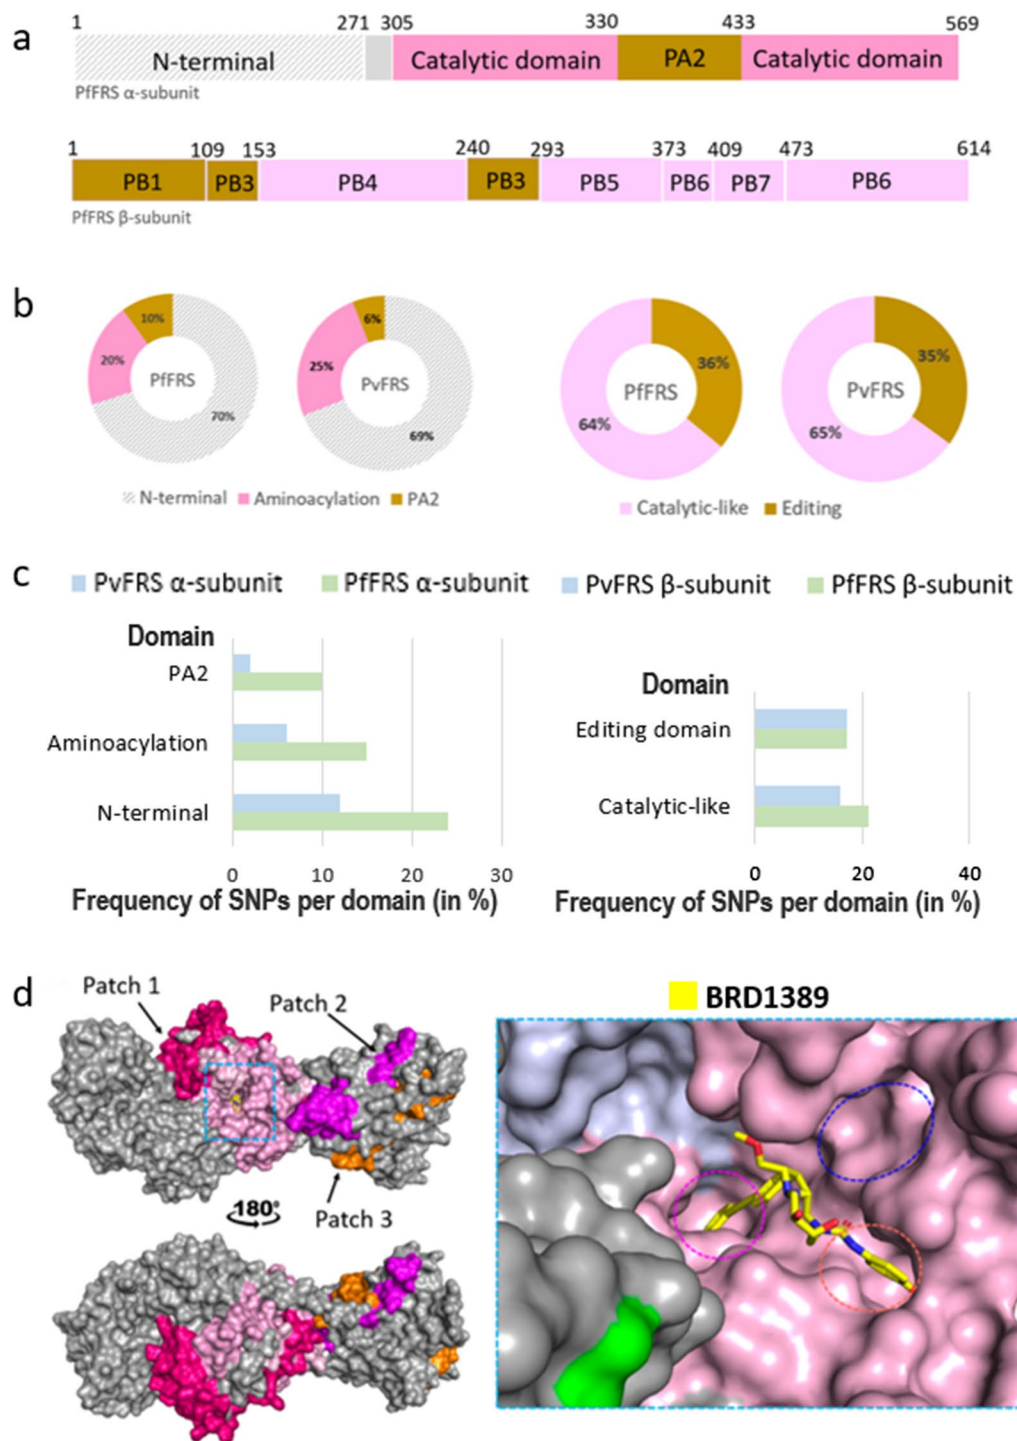 a
1 271 305 330 433 569
N-terminal Catalytic domain PA2 Catalytic domain
PfFRS α-subunit
1 109 153 240 293 373 409 473 614
PB1 PB3 PB4 PB3 PB5 PB6 PB7 PB6
PfFRS β-subunit
b
10% 20% PfFRS 70%
6% 25% PvFRS 69%
36% PfFRS 64%
35% PvFRS 65%
N-terminal Aminoacylation PA2
Catalytic-like Editing
c
PvFRS α-subunit PfFRS α-subunit PvFRS β-subunit PfFRS β-subunit
Domain
PA2
Aminoacylation
N-terminal
0 10 20 30
Frequency of SNPs per domain (in %)
Domain
Editing domain
Catalytic-like
0 20 40
Frequency of SNPs per domain (in %)
d
Patch 1
Patch 2
180°
Patch 3
BRD1389